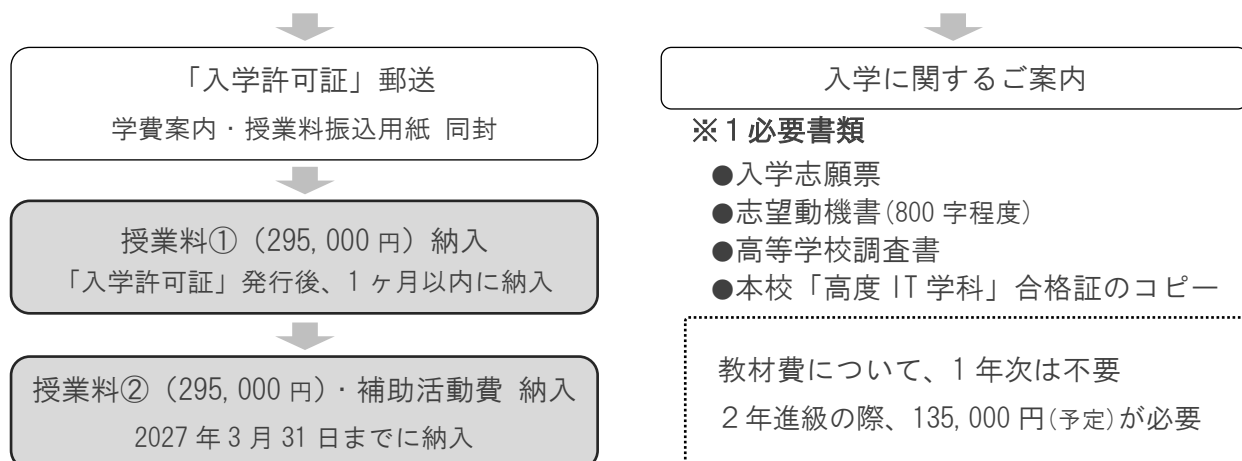 「入学許可証」郵送
学費案内・授業料振込用紙 同封
授業料①（295,000 円）納入
「入学許可証」発行後、1 ヶ月以内に納入
授業料②（295,000 円）・補助活動費 納入
2027 年 3 月 31 日までに納入
入学に関するご案内
※１必要書類
●入学志願票
●志望動機書(800 字程度)
●高等学校調査書
●本校「高度 IT 学科」合格証のコピー
教材費について、1 年次は不要
２年進級の際、135,000 円(予定)が必要